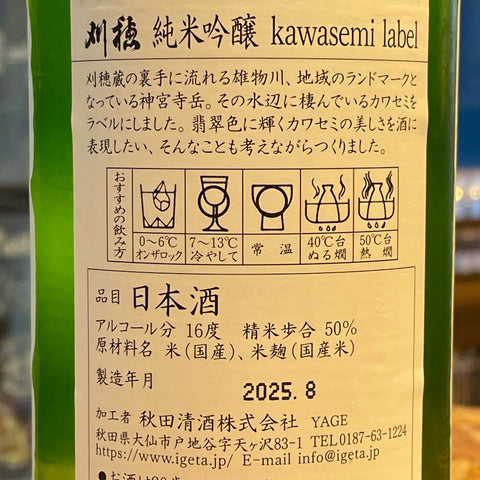 刈穂 純米吟醸 kawasemi label
刈穂蔵の裏手に流れる雄物川、地域のランドマークと
なっている神宮寺岳。その水辺に棲んでいるカワセミを
ラベルにしました。翡翠色に輝くカワセミの美しさを酒に
表現したい、そんなことも考えながらつくりました。
おすすめの飲み方
0〜6℃ オンザロック
7〜13℃ 冷やして
常温
40℃台 ぬる燗
50℃台 熱燗
品目 日本酒
アルコール分 16度 精米歩合 50%
原材料名 米(国産)、米麹(国産米)
製造年月 2025.8
加工者 秋田清酒株式会社 YAGE
秋田県大仙市戸地谷字天ヶ沢83-1 TEL 0187-63-1224
https://www.igeta.jp/ E-mail info@igeta.jp